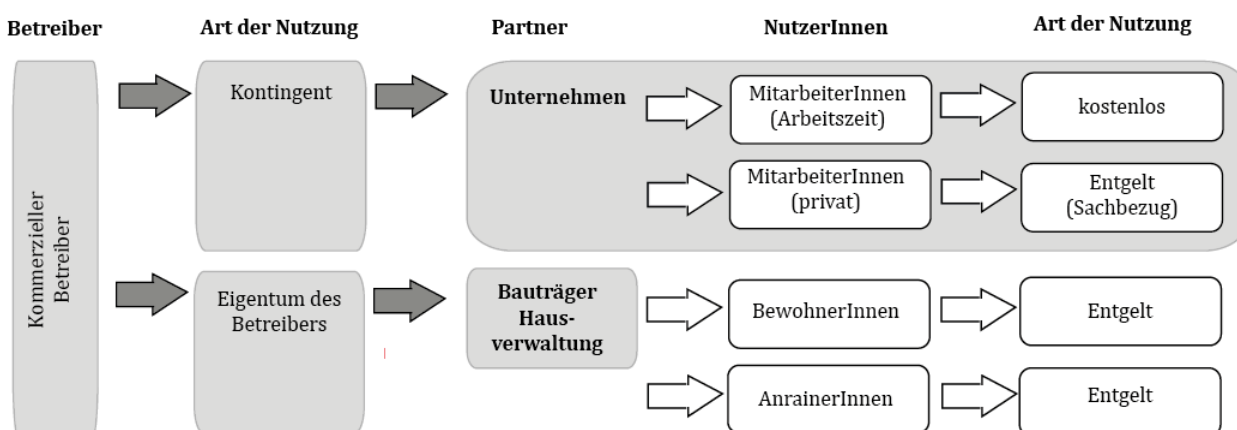 Betreiber
Art der Nutzung
Partner
NutzerInnen
Art der Nutzung
Kommerzieller
Betreiber
Kontingent
Unternehmen
MitarbeiterInnen
(Arbeitszeit)
kostenlos
MitarbeiterInnen
(privat)
Entgelt
(Sachbezug)
Eigentum des
Betreibers
Bauträger
Haus-
verwaltung
BewohnerInnen
Entgelt
AnrainerInnen
Entgelt